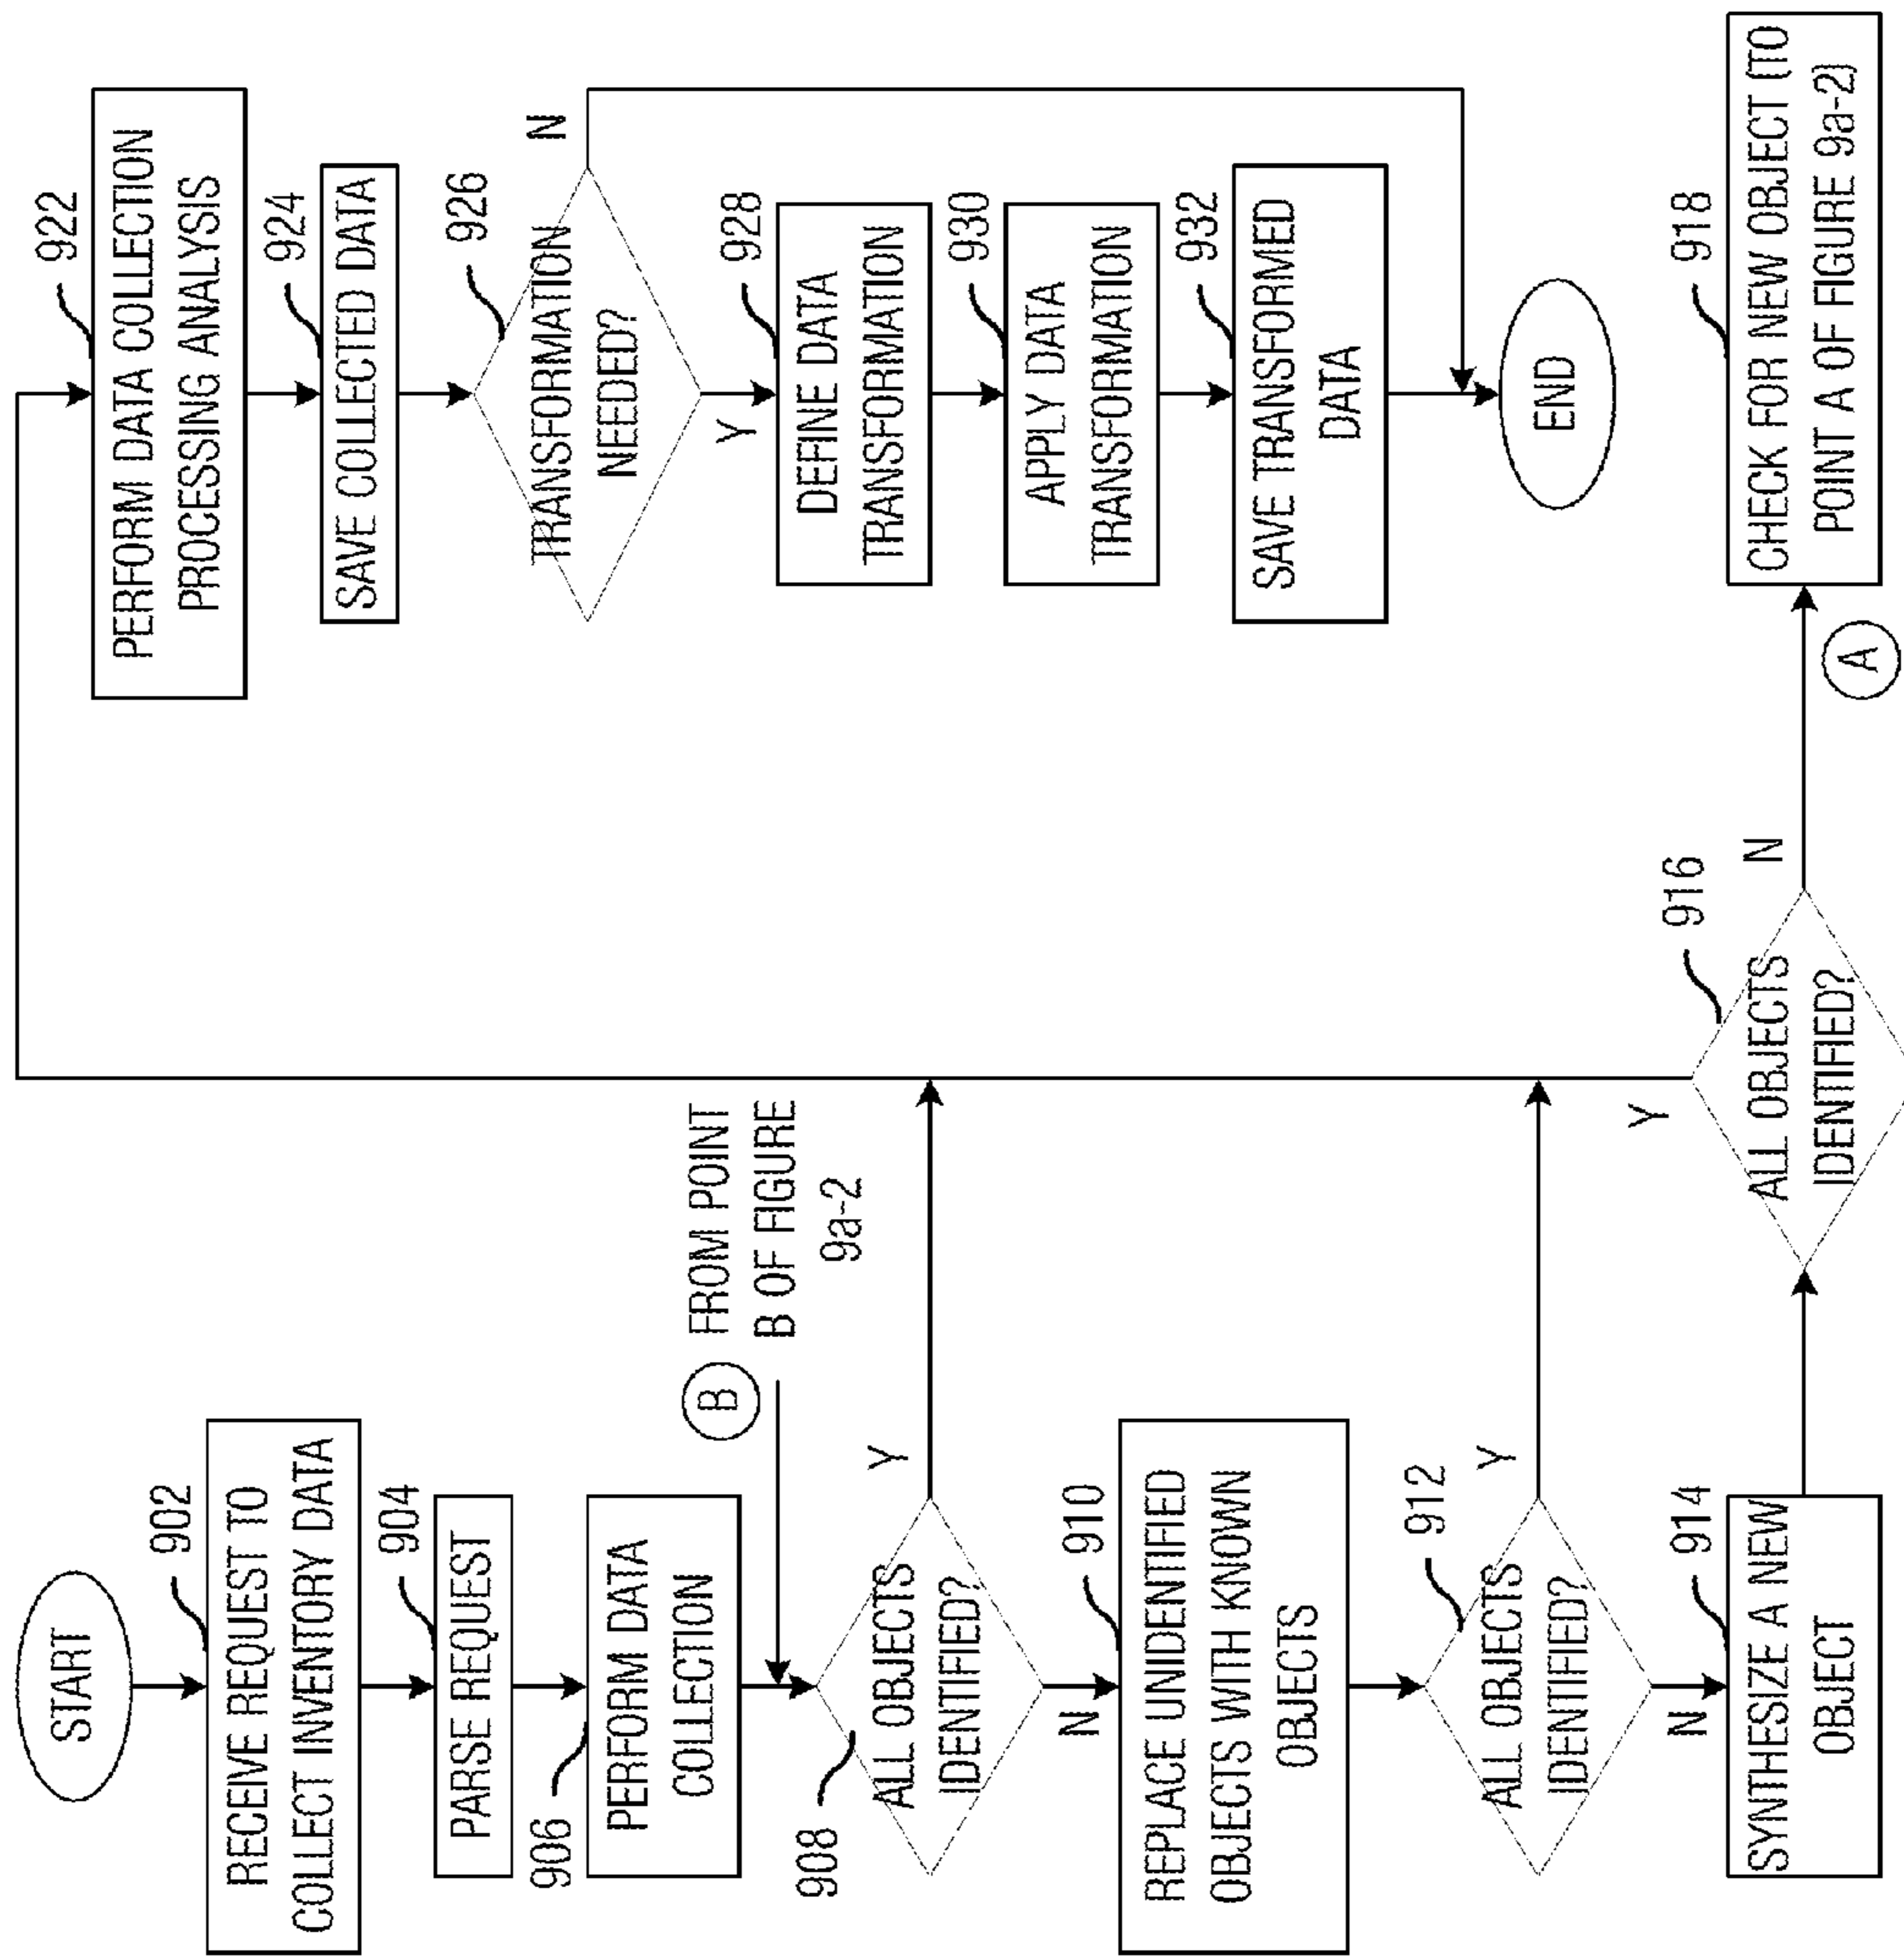 START
902
RECEIVE REQUEST TO
COLLECT INVENTORY DATA
904
PARSE REQUEST
906
PERFORM DATA
COLLECTION
B
FROM POINT
B OF FIGURE
9a-2
908
ALL OBJECTS
IDENTIFIED?
Y
N
910
REPLACE UNIDENTIFIED
OBJECTS WITH KNOWN
OBJECTS
912
ALL OBJECTS
IDENTIFIED?
Y
N
914
SYNTHESIZE A NEW
OBJECT
916
ALL OBJECTS
IDENTIFIED?
Y
N
A
918
CHECK FOR NEW OBJECT (TO
POINT A OF FIGURE 9a-2)
922
PERFORM DATA COLLECTION
PROCESSING ANALYSIS
924
SAVE COLLECTED DATA
926
TRANSFORMATION
NEEDED?
N
Y
928
DEFINE DATA
TRANSFORMATION
930
APPLY DATA
TRANSFORMATION
932
SAVE TRANSFORMED
DATA
END